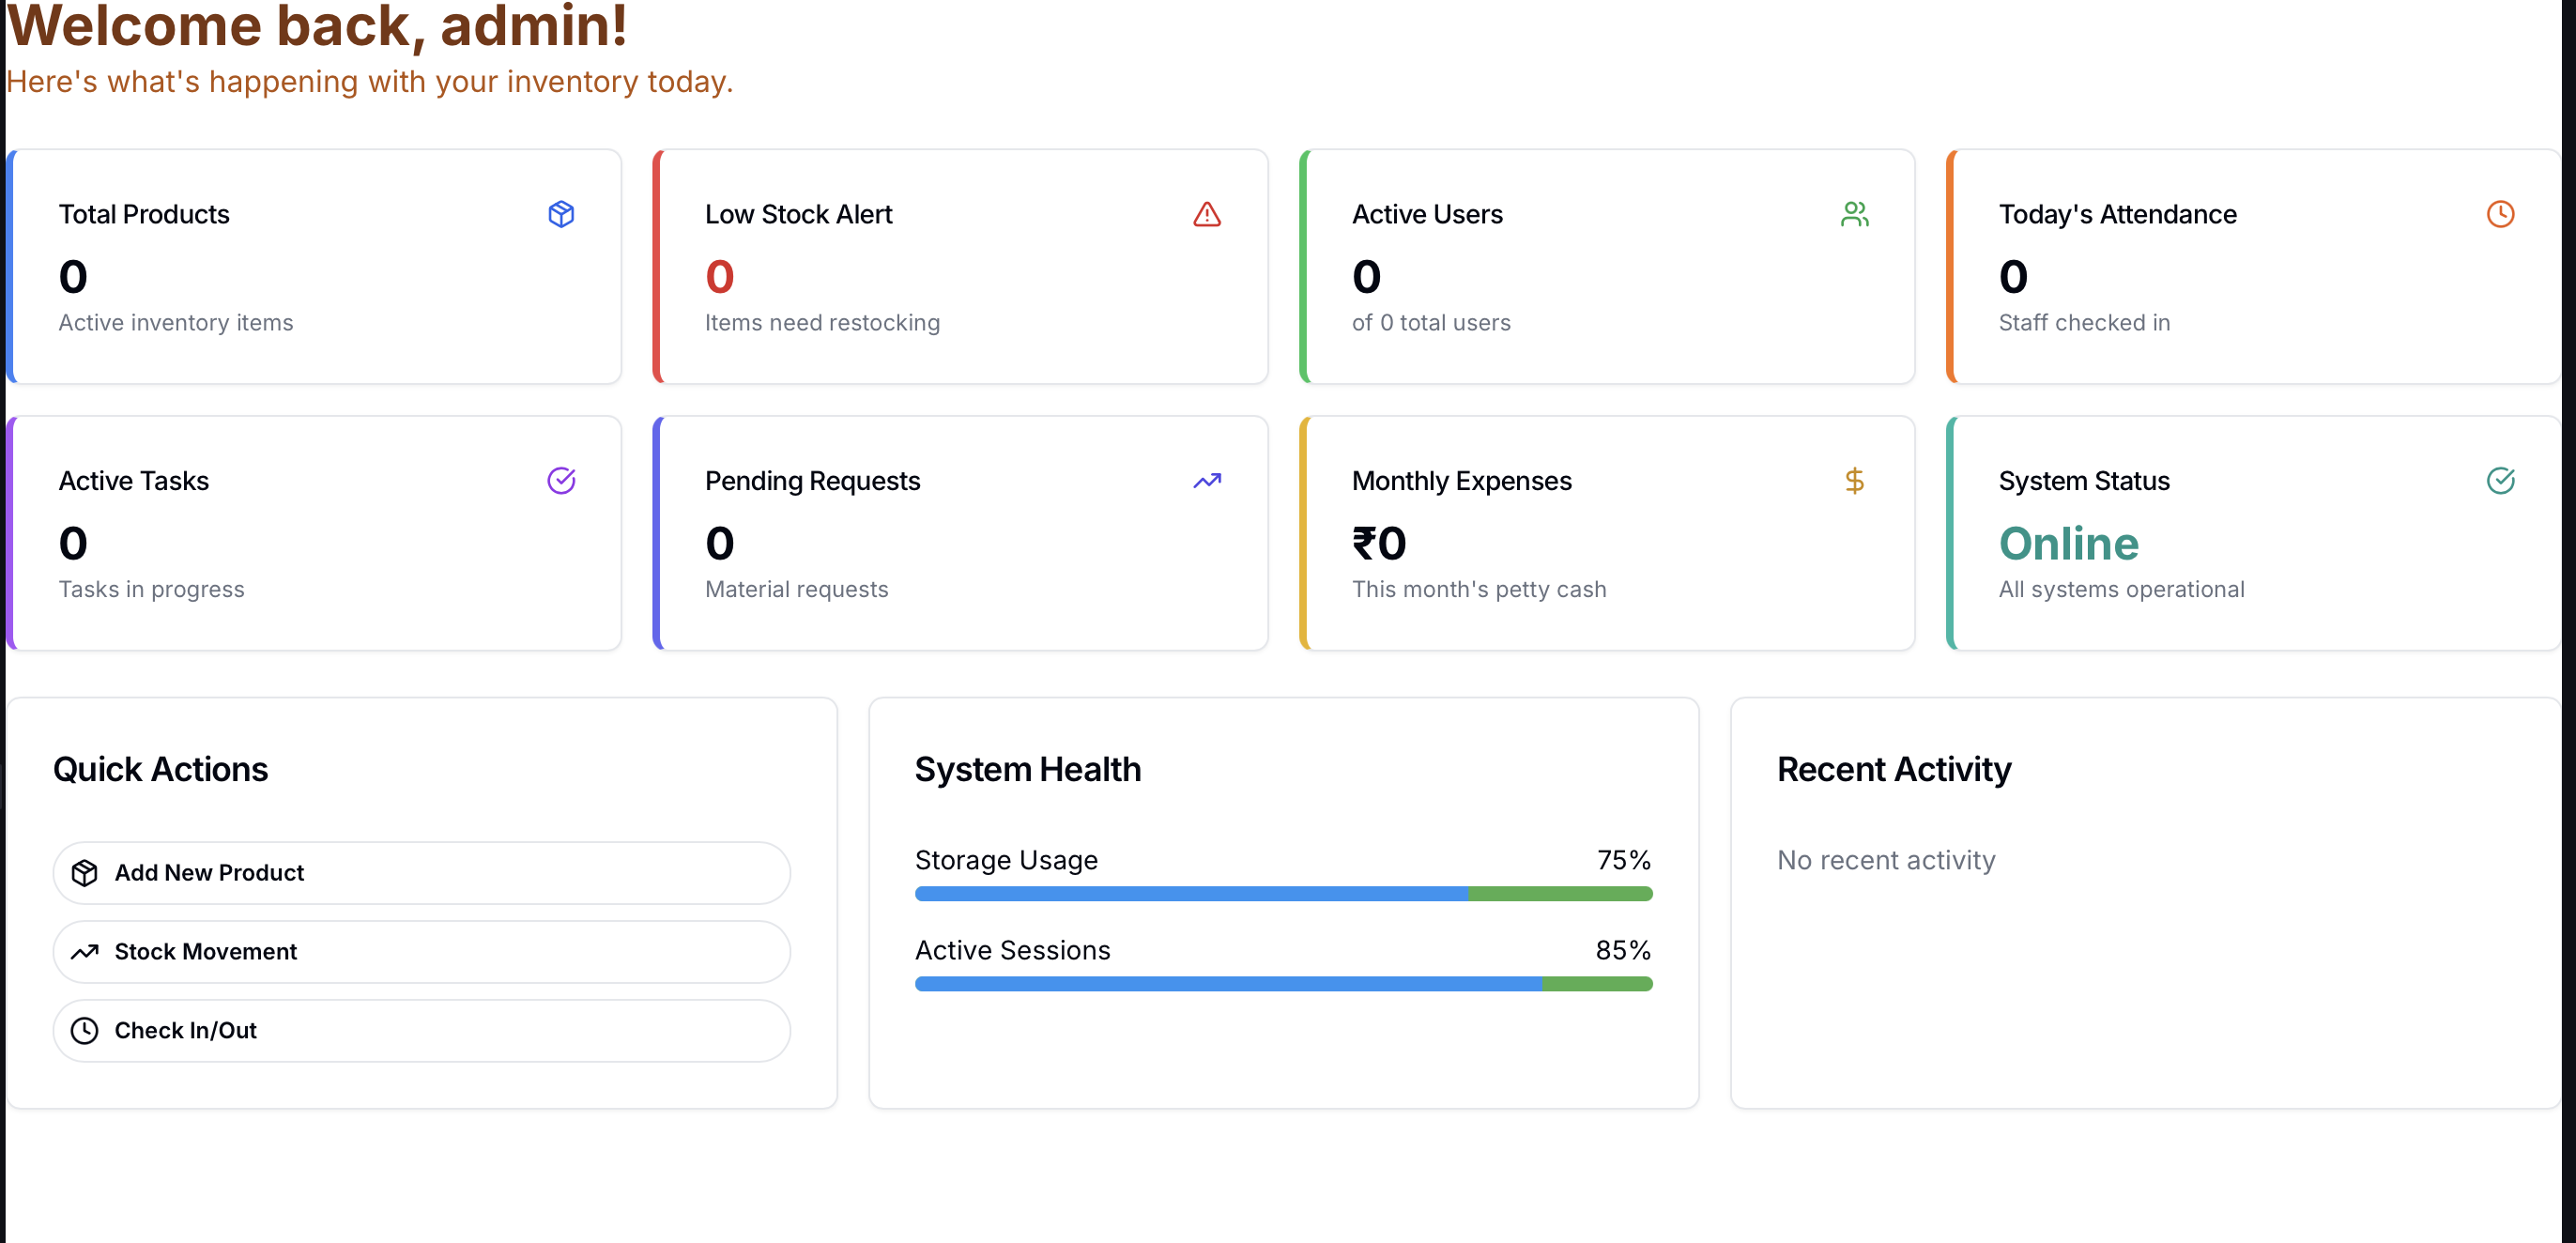 Welcome back, admin!
Here's what's happening with your inventory today.
Total Products
0
Active inventory items
Low Stock Alert
0
Items need restocking
Active Users
0
of 0 total users
Today's Attendance
0
Staff checked in
Active Tasks
0
Tasks in progress
Pending Requests
0
Material requests
Monthly Expenses
₹0
This month's petty cash
System Status
Online
All systems operational
Quick Actions
Add New Product
Stock Movement
Check In/Out
System Health
Storage Usage 75%
Active Sessions 85%
Recent Activity
No recent activity